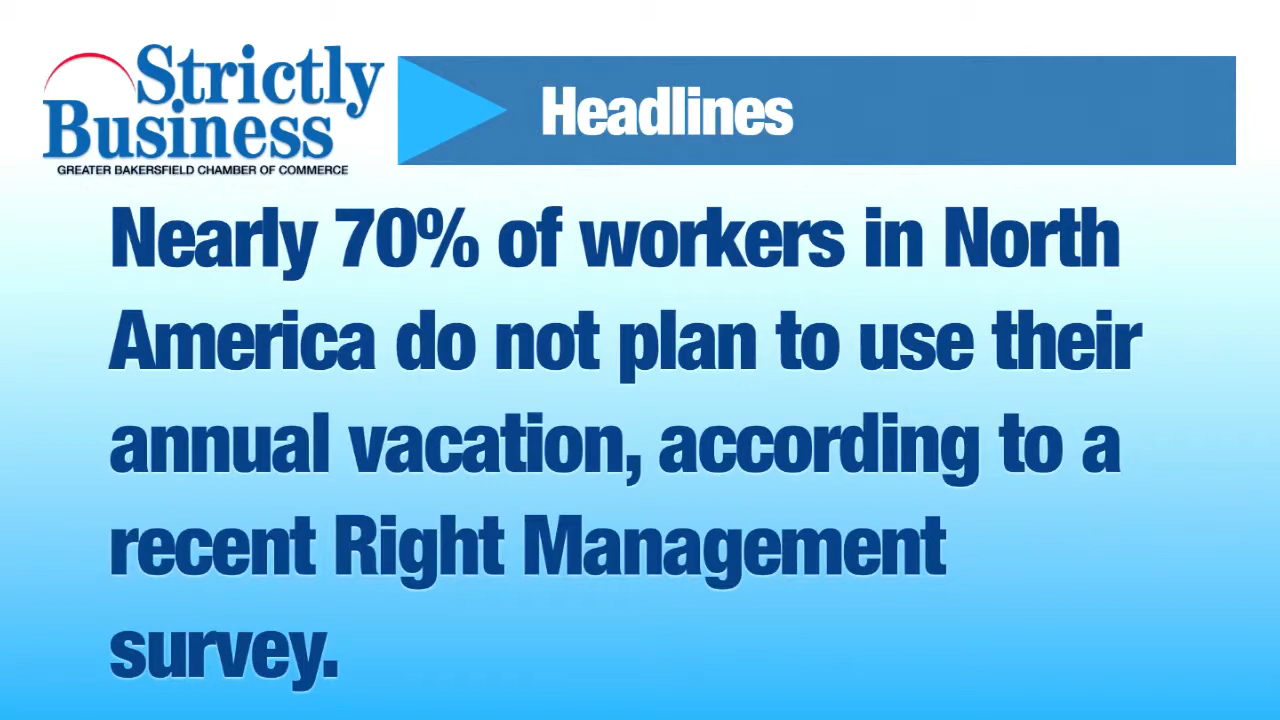 Strictly
Business
GREATER BAKERSFIELD CHAMBER OF COMMERCE
Headlines
Nearly 70% of workers in North
America do not plan to use their
annual vacation, according to a
recent Right Management
survey.